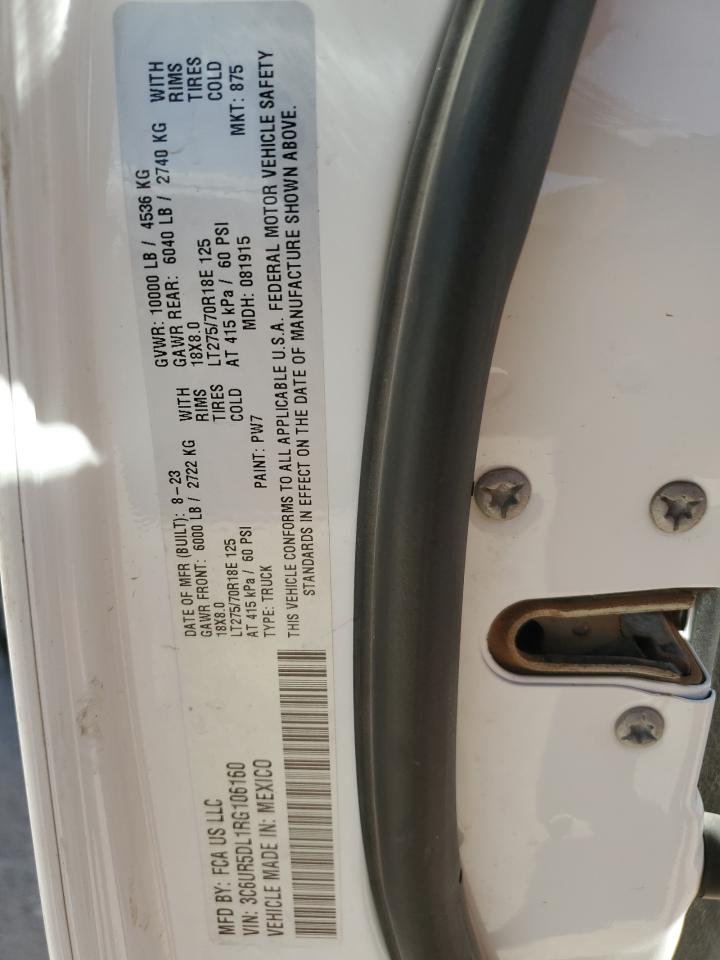 MFD BY: FCA US LLC
DATE OF MFR (BUILT): 8-23
GVWR: 10000 LB / 4536 KG
GAWR FRONT: 6000 LB / 2722 KG WITH
GAWR REAR: 6040 LB / 2740 KG WITH
18X8.0 RIMS
18X8.0 RIMS
LT275/70R18E 125 TIRES
LT275/70R18E 125 TIRES
AT 415 kPa / 60 PSI COLD
AT 415 kPa / 60 PSI COLD
VIN: 3C6UR5DL1RG106160
TYPE: TRUCK
PAINT: PW7
MDH: 081915
MKT: 875
VEHICLE MADE IN: MEXICO
THIS VEHICLE CONFORMS TO ALL APPLICABLE U.S.A. FEDERAL MOTOR VEHICLE SAFETY
STANDARDS IN EFFECT ON THE DATE OF MANUFACTURE SHOWN ABOVE.